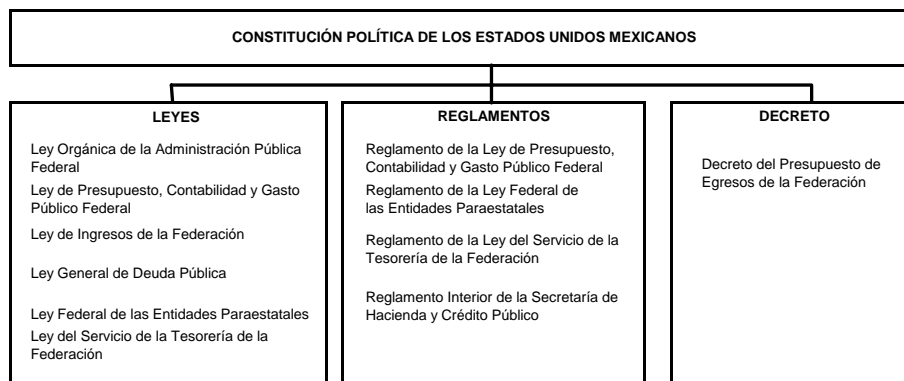 CONSTITUCIÓN POLÍTICA DE LOS ESTADOS UNIDOS MEXICANOS
LEYES
Ley Orgánica de la Administración Pública
Federal
Ley de Presupuesto, Contabilidad y Gasto
Público Federal
Ley de Ingresos de la Federación
Ley General de Deuda Pública
Ley Federal de las Entidades Paraestatales
Ley del Servicio de la Tesorería de la
Federación
REGLAMENTOS
Reglamento de la Ley de Presupuesto,
Contabilidad y Gasto Público Federal
Reglamento de la Ley Federal de
las Entidades Paraestatales
Reglamento de la Ley del Servicio de la
Tesorería de la Federación
Reglamento Interior de la Secretaría de
Hacienda y Crédito Público
DECRETO
Decreto del Presupuesto de
Egresos de la Federación